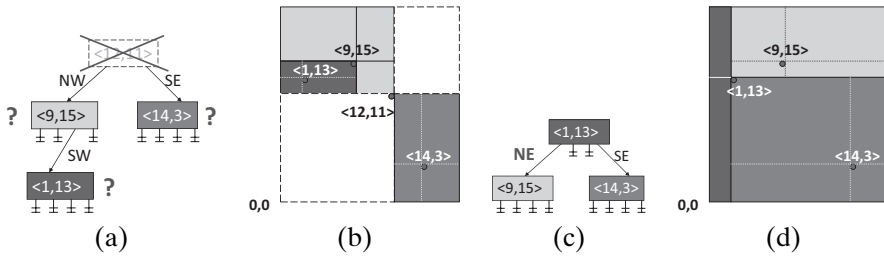 <12,11>
NW
SE
?
<9,15>
<14,3>
?
SW
<1,13>
?
(a)
<9,15>
<1,13>
<12,11>
<14,3>
0,0
(b)
<1,13>
NE
SE
<9,15>
<14,3>
(c)
<9,15>
<1,13>
<14,3>
0,0
(d)